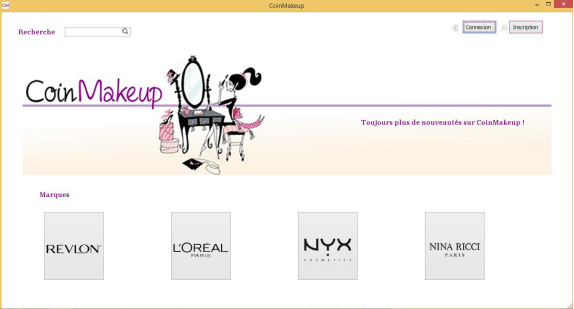 CoinMakeup
Recherche
Connexion
Inscription
CoinMakeup
Toujours plus de nouveautés sur CoinMakeup !
Marques
REVLON
L'ORÉAL
PARIS
NYX
COSMETICS
NINA RICCI
PARIS